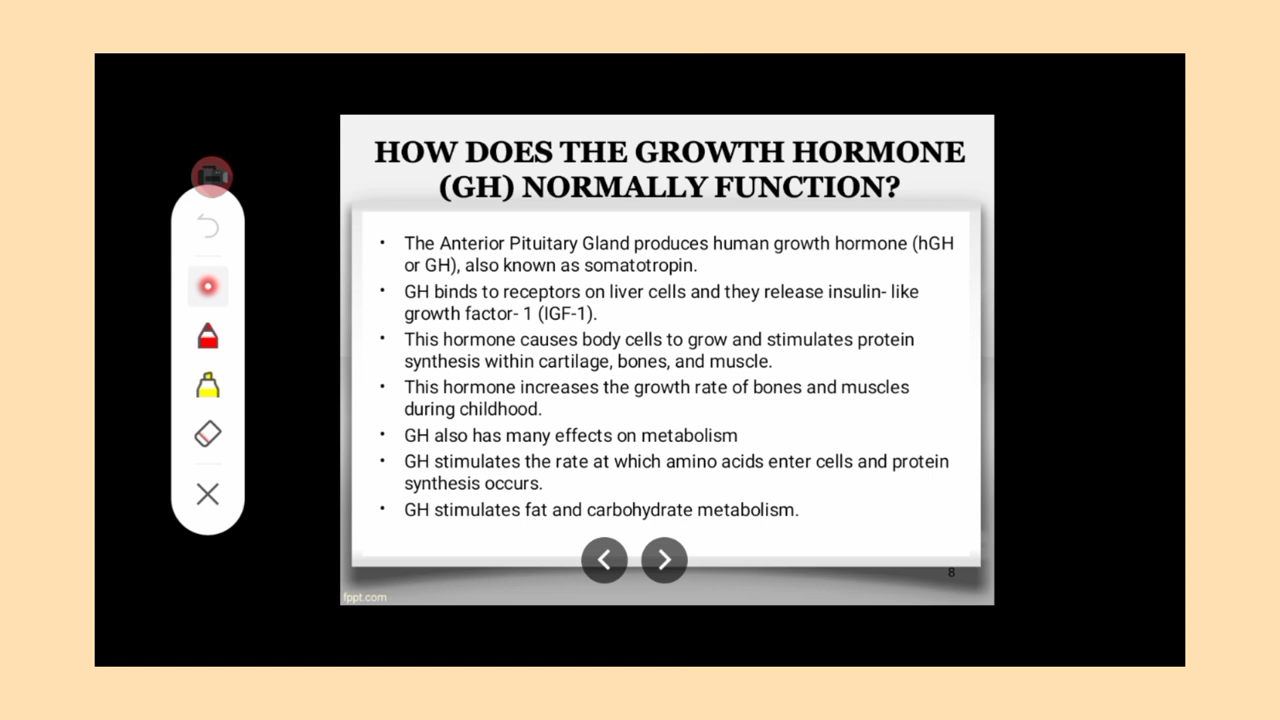 HOW DOES THE GROWTH HORMONE
(GH) NORMALLY FUNCTION?
• The Anterior Pituitary Gland produces human growth hormone (hGH
or GH), also known as somatotropin.
• GH binds to receptors on liver cells and they release insulin- like
growth factor- 1 (IGF-1).
• This hormone causes body cells to grow and stimulates protein
synthesis within cartilage, bones, and muscle.
• This hormone increases the growth rate of bones and muscles
during childhood.
• GH also has many effects on metabolism
• GH stimulates the rate at which amino acids enter cells and protein
synthesis occurs.
• GH stimulates fat and carbohydrate metabolism.
8
fppt.com